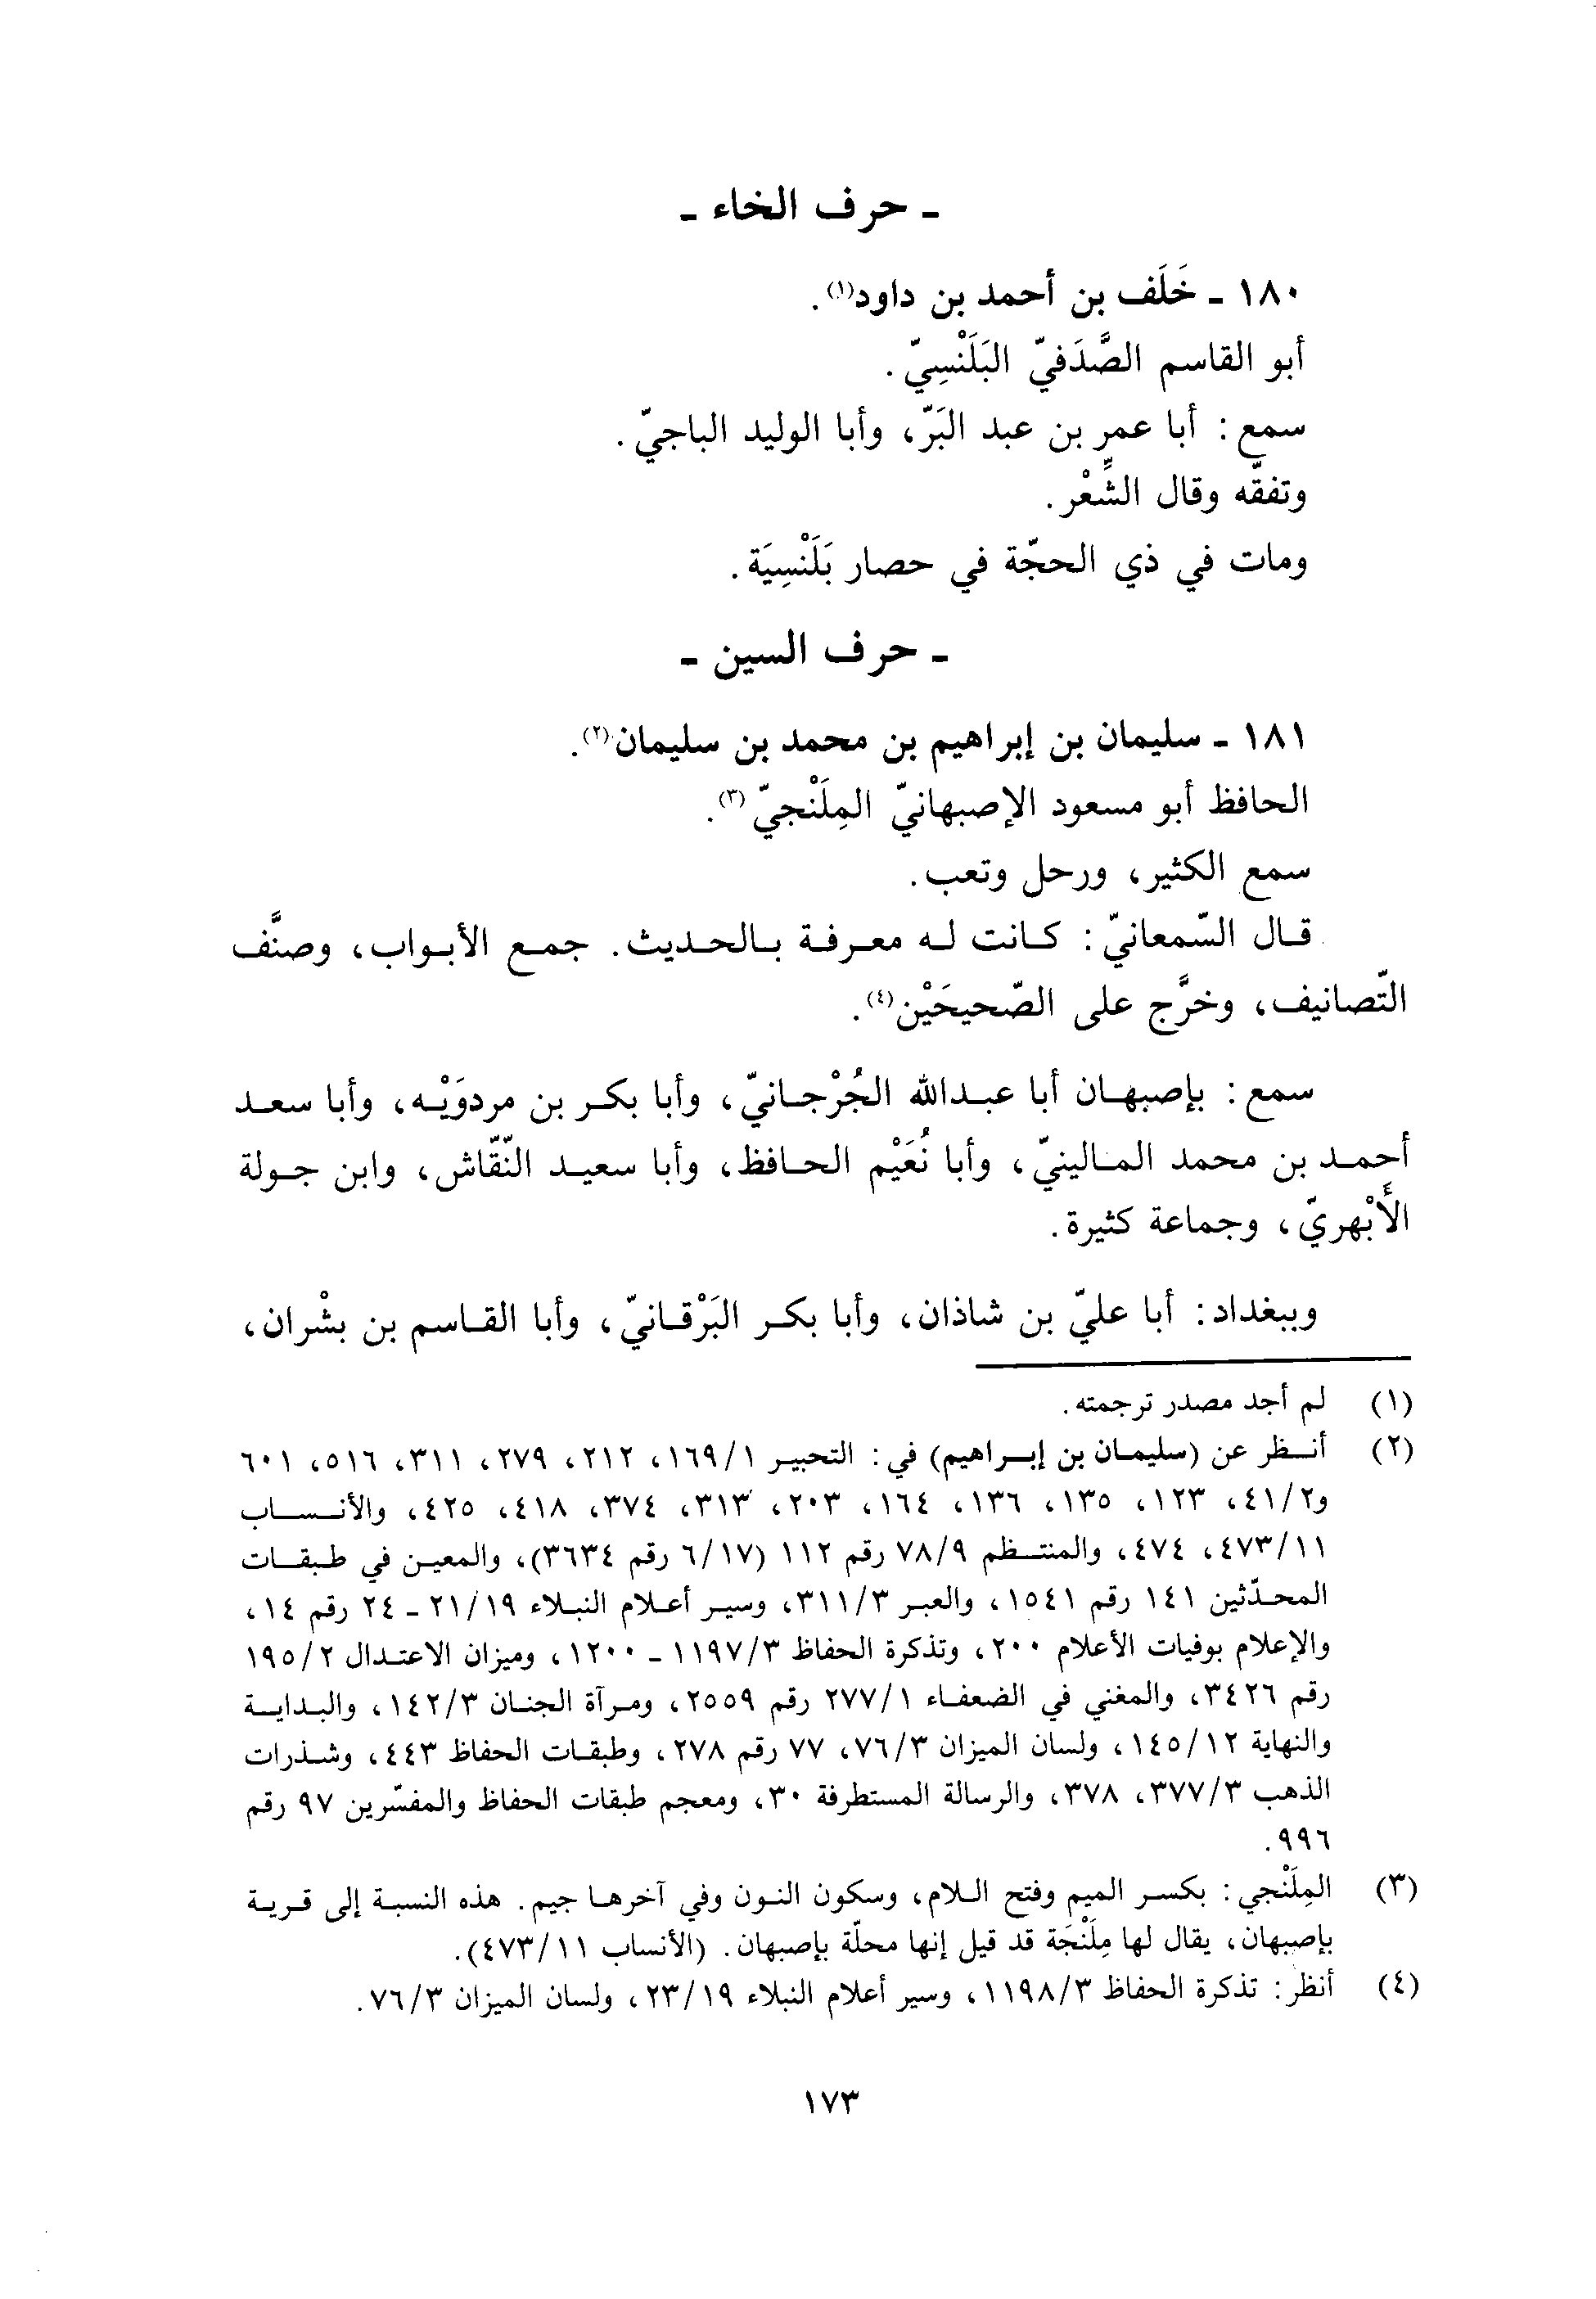 - حرف الخاء -
١٨٠ - خَلَف بن أحمد بن داود(١).
أبو القاسم الصَّدَفيّ البَلَنْسِيّ.
سمع: أبا عمر بن عبد البَرّ، وأبا الوليد الباجيّ.
وتفقّه وقال الشِّعْر.
ومات في ذي الحجّة في حصار بَلَنْسِيَة.
- حرف السين -
١٨١ - سليمان بن إبراهيم بن محمد بن سليمان(٢).
الحافظ أبو مسعود الإصبهانيّ المِلَنْجيّ(٣).
سمع الكثير، ورحل وتعب.
قال السّمعانيّ: كانت له معرفة بالحديث. جمع الأبواب، وصنَّف
التّصانيف، وخرَّج على الصّحيحَيْن(٤).
سمع: بإصبهان أبا عبدالله الجُرْجانيّ، وأبا بكر بن مردوَيْه، وأبا سعد
أحمد بن محمد المالينيّ، وأبا نُعَيْم الحافظ، وأبا سعيد النّقّاش، وابن جولة
الأَبْهريّ، وجماعة كثيرة.
وببغداد: أبا عليّ بن شاذان، وأبا بكر البَرْقانيّ، وأبا القاسم بن بشْران،
(١) لم أجد مصدر ترجمته.
(٢) أنظر عن (سليمان بن إبراهيم) في: التحبير ١/١٦٩، ٢١٢، ٢٧٩، ٣١١، ٥١٦، ٦٠١
و٤١/٢، ١٢٣، ١٣٥، ١٣٦، ١٦٤، ٢٠٣، ٣١٣، ٣٧٤، ٤١٨، ٤٢٥، والأنساب
٤٧٣/١١، ٤٧٤، والمنتظم ٧٨/٩ رقم ١١٢ (٦/١٧ رقم ٣٦٣٤)، والمعين في طبقات
المحدّثين ١٤١ رقم ١٥٤١، والعبر ٣١١/٣، وسير أعلام النبلاء ٢١/١٩ - ٢٤ رقم ١٤،
والإعلام بوفيات الأعلام ٢٠٠، وتذكرة الحفاظ ١١٩٧/٣ - ١٢٠٠، وميزان الاعتدال ١٩٥/٢
رقم ٣٤٢٦، والمغني في الضعفاء ٢٧٧/١ رقم ٢٥٥٩، ومرآة الجنان ١٤٢/٣، والبداية
والنهاية ١٤٥/١٢، ولسان الميزان ٧٦/٣، ٧٧ رقم ٢٧٨، وطبقات الحفاظ ٤٤٣، وشذرات
الذهب ٣٧٧/٣، ٣٧٨، والرسالة المستطرفة ٣٠، ومعجم طبقات الحفاظ والمفسّرين ٩٧ رقم
٩٩٦.
(٣) المِلَنْجي: بكسر الميم وفتح اللام، وسكون النون وفي آخرها جيم. هذه النسبة إلى قرية
بإصبهان، يقال لها مِلَنْجَة قد قيل إنها محلّة بإصبهان. (الأنساب ٤٧٣/١١).
(٤) أنظر: تذكرة الحفاظ ١١٩٨/٣، وسير أعلام النبلاء ٢٣/١٩، ولسان الميزان ٧٦/٣.
١٧٣